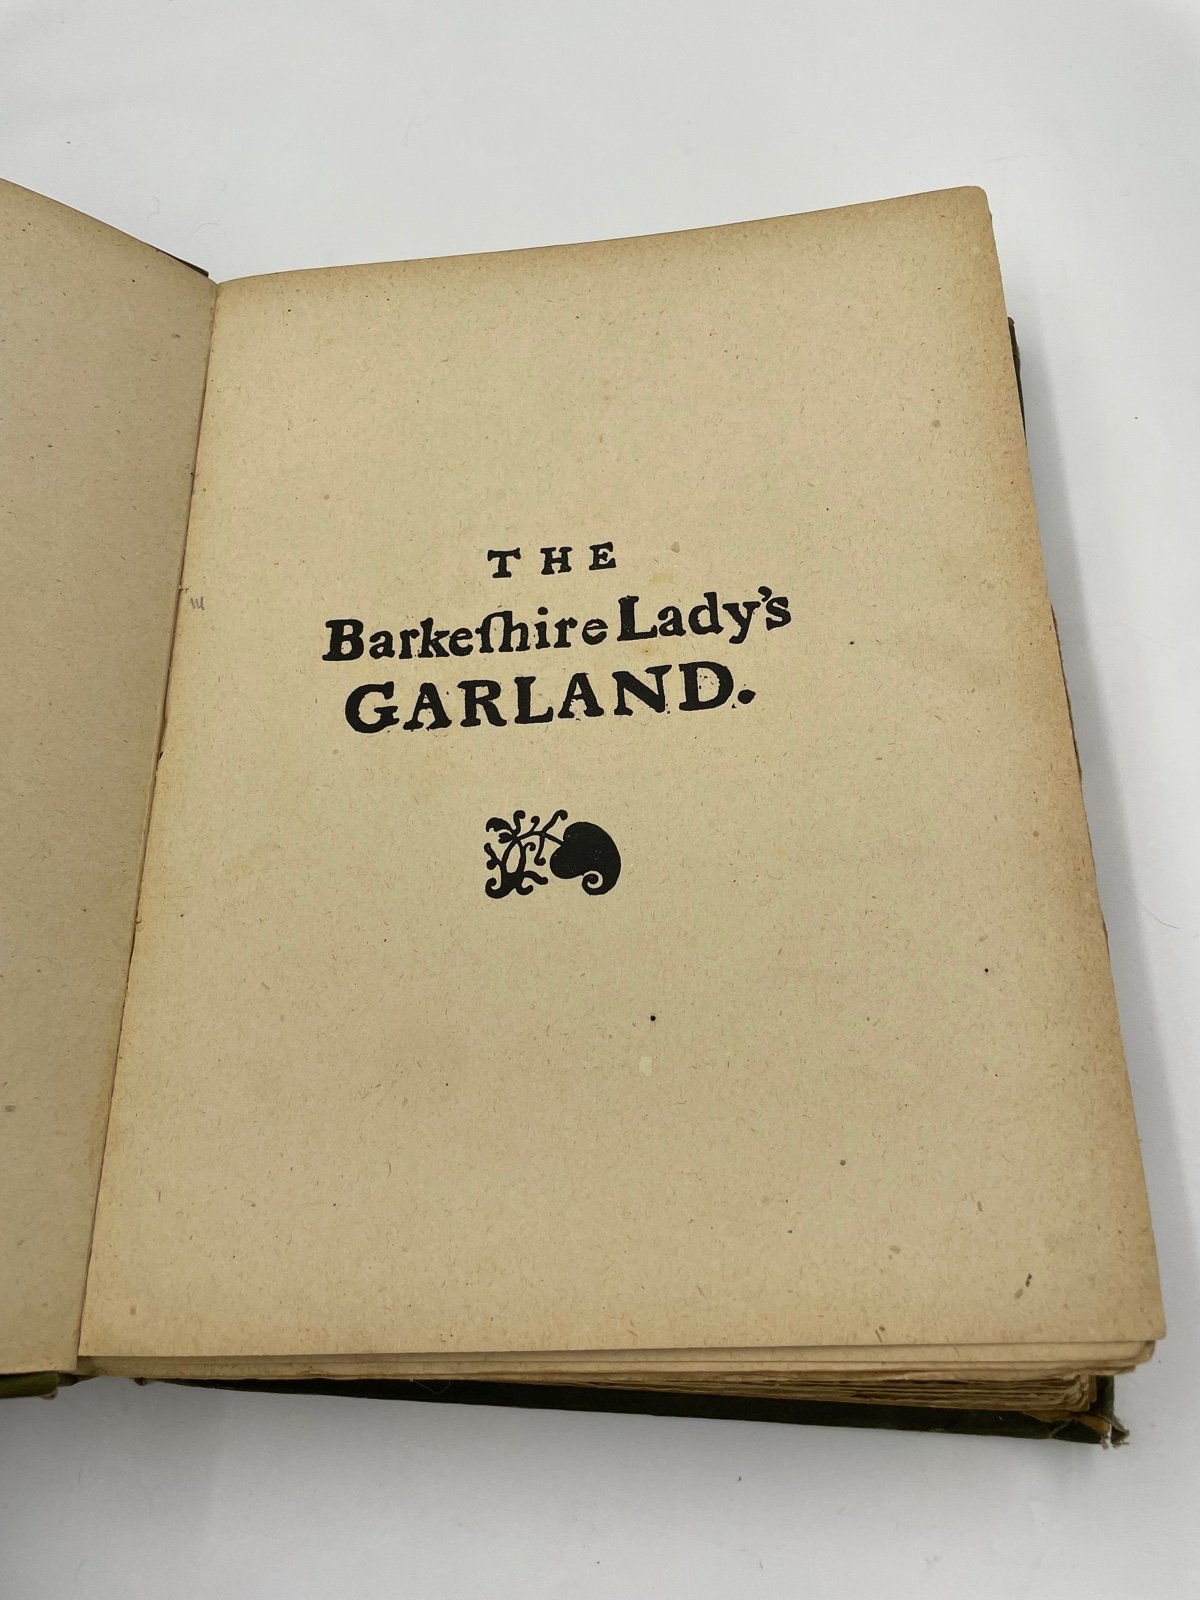 THE
Barkeſhire Lady's
GARLAND.